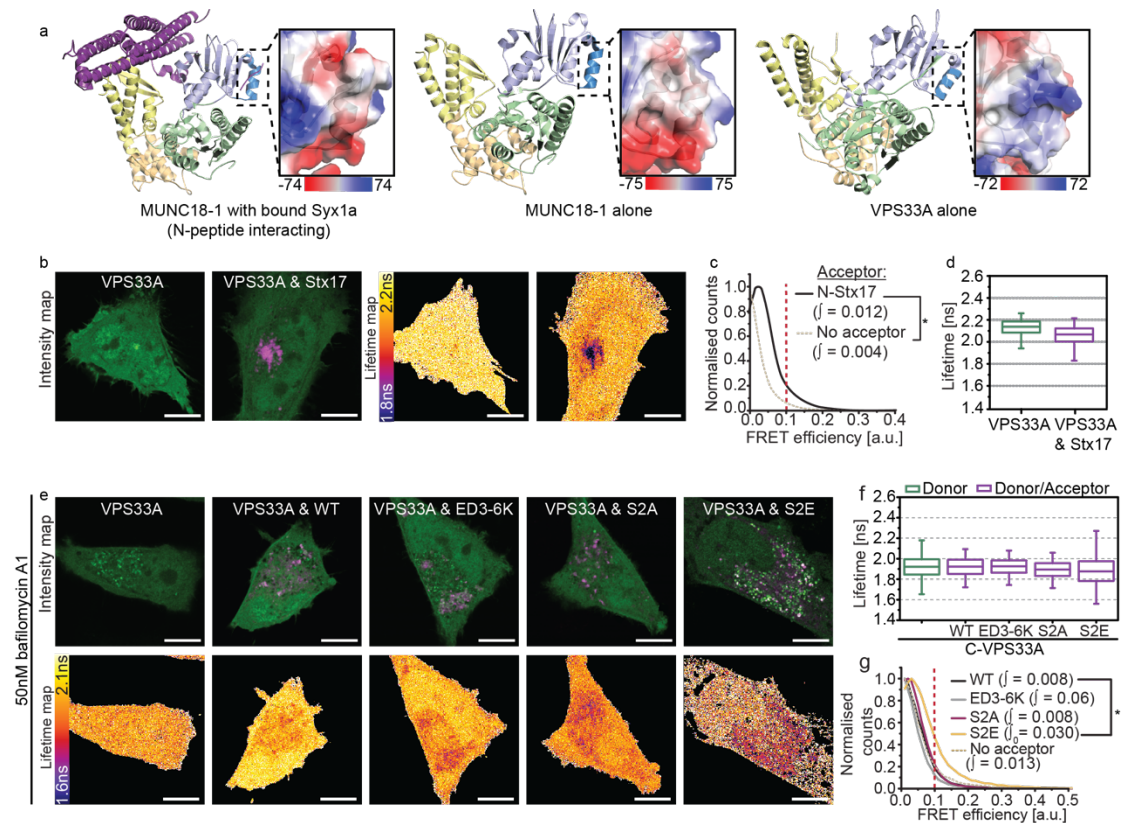 a
-74 74
MUNC18-1 with bound Syx1a
(N-peptide interacting)
-75 75
MUNC18-1 alone
-72 72
VPS33A alone
b
Intensity map
VPS33A
VPS33A & Stx17
Lifetime map
1.8ns 2.2ns
c
Normalised counts
1.0
0.8
0.6
0.4
0.2
0.0
0 0.1 0.2 0.3 0.4
FRET efficiency [a.u.]
Acceptor:
N-Stx17
(∫ = 0.012)
No acceptor
(∫ = 0.004)
*
d
Lifetime [ns]
2.6
2.4
2.2
2.0
1.8
1.6
1.4
VPS33A
VPS33A
& Stx17
50nM bafilomycin A1
e
Intensity map
VPS33A
VPS33A & WT
VPS33A & ED3-6K
VPS33A & S2A
VPS33A & S2E
Lifetime map
1.6ns 2.1ns
f
Donor Donor/Acceptor
Lifetime [ns]
2.6
2.4
2.2
2.0
1.8
1.6
1.4
WT ED3-6K S2A S2E
C-VPS33A
g
Normalised
counts
1.0
0.8
0.6
0.4
0.2
0.0
0.0 0.1 0.2 0.3 0.4 0.5
FRET efficiency [a.u.]
WT (∫ = 0.008)
ED3-6K (∫ = 0.06)
S2A (∫ = 0.008)
S2E (∫₀ = 0.030)
No acceptor
(∫ = 0.013)
*